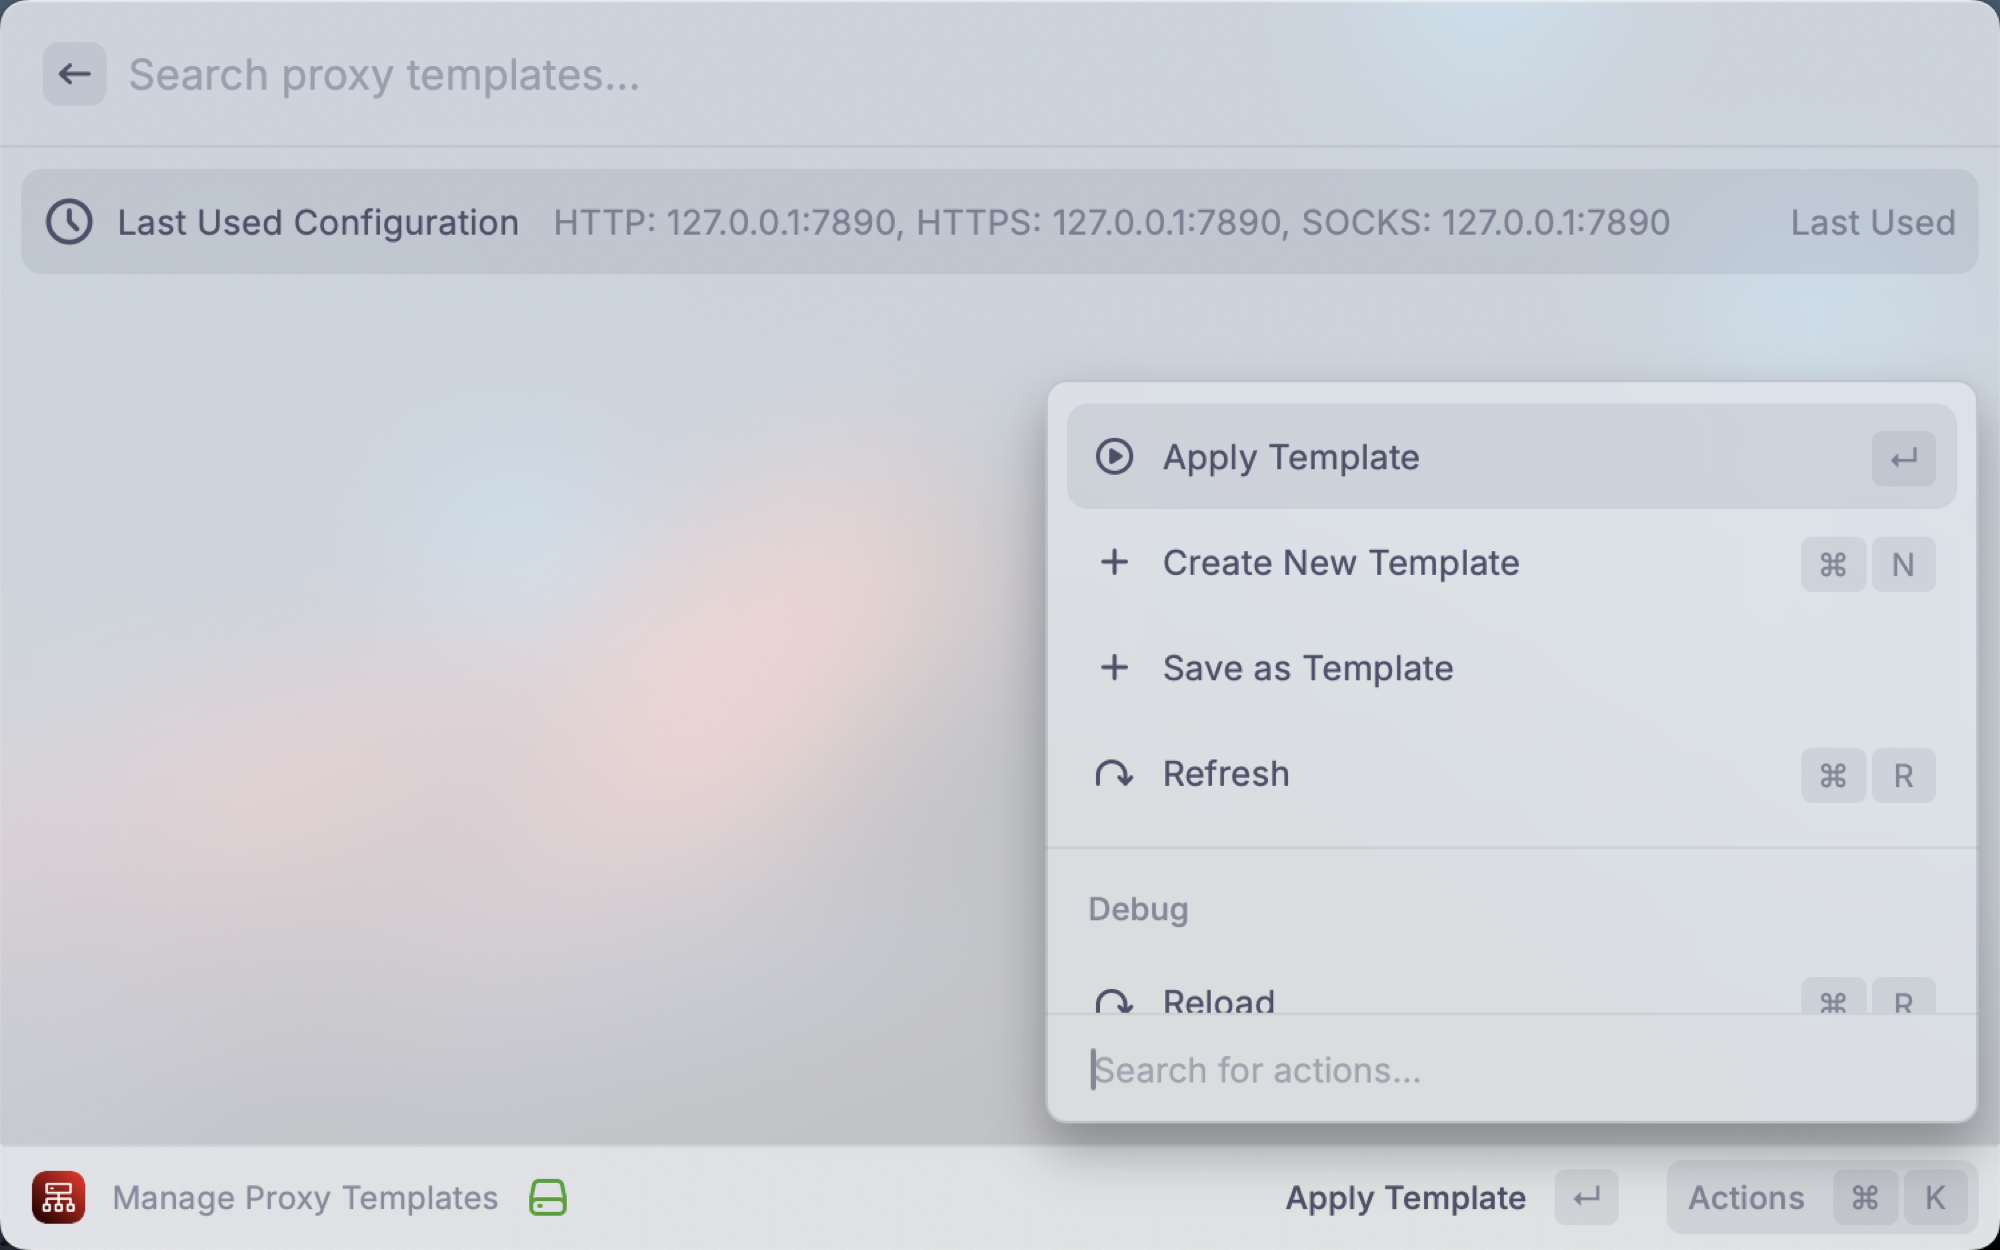 Search proxy templates...
Last Used Configuration HTTP: 127.0.0.1:7890, HTTPS: 127.0.0.1:7890, SOCKS: 127.0.0.1:7890 Last Used
Apply Template ↵
Create New Template ⌘ N
Save as Template
Refresh ⌘ R
Debug
Reload ⌘ R
Search for actions...
Manage Proxy Templates Apply Template ↵ Actions ⌘ K